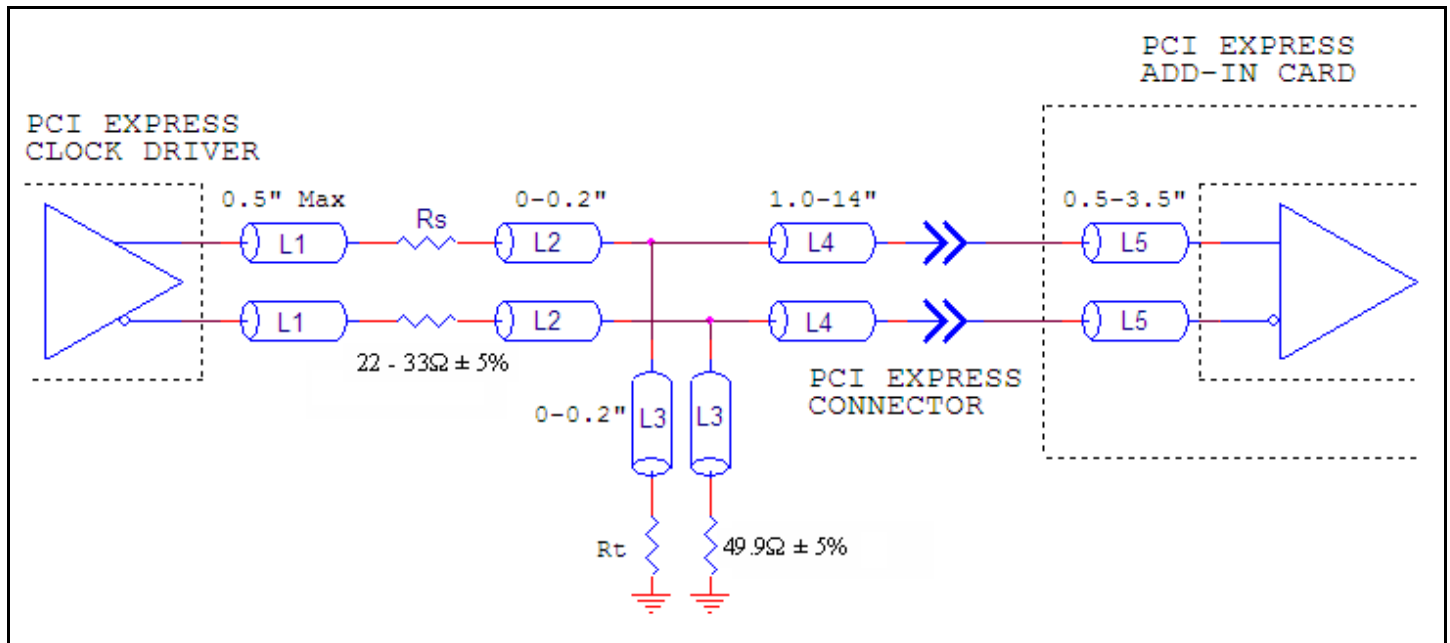 PCI EXPRESS
ADD-IN CARD
PCI EXPRESS
CLOCK DRIVER
0.5" Max
Rs
0-0.2"
1.0-14"
0.5-3.5"
L1
L2
L4
L5
L1
L2
L4
L5
22 - 33Ω ± 5%
PCI EXPRESS
CONNECTOR
0-0.2"
L3
L3
Rt
49.9Ω ± 5%